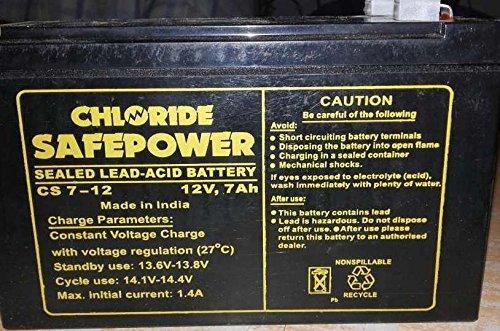 CHLORIDE
SAFEPOWER
SEALED LEAD-ACID BATTERY
CS 7-12 12V, 7Ah
Made in India
Charge Parameters:
Constant Voltage Charge
with voltage regulation (27°C)
Standby use: 13.6V-13.8V
Cycle use: 14.1V-14.4V
Max. initial current: 1.4A
CAUTION
Be careful of the following
Avoid:
• Short circuiting battery terminals
• Disposing the battery into open flame
• Charging in a sealed container
• Mechanical shocks.
If eyes exposed to electrolyte (acid),
wash immediately with plenty of water.
After use:
• This battery contains lead
• Lead is hazardous. Do not dispose
off after use. After use please
return this battery to an authorised
dealer.
NONSPILLABLE
Pb
RECYCLE